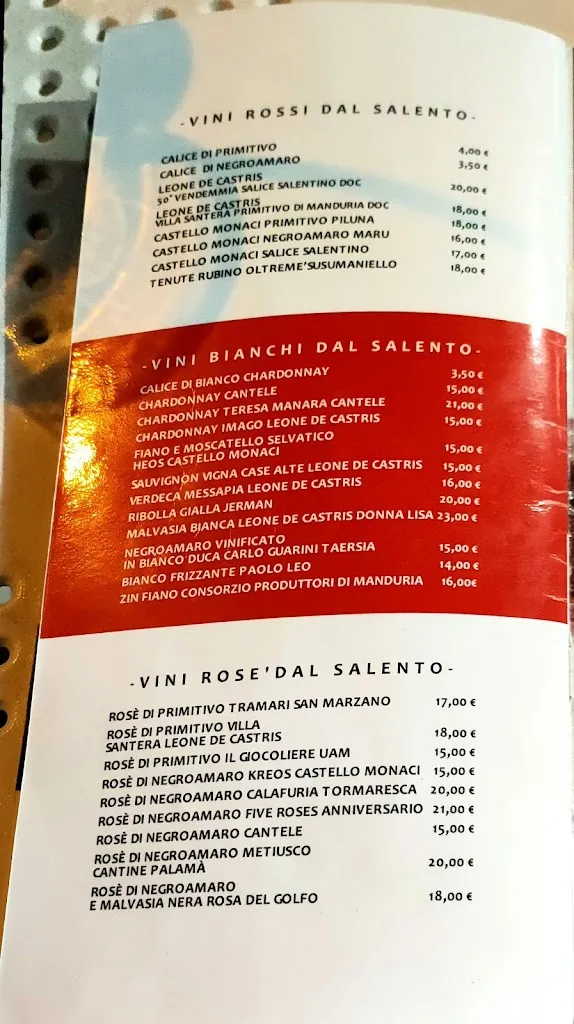 -VINI ROSSI DAL SALENTO-
CALICE DI PRIMITIVO 4,00 €
CALICE DI NEGROAMARO 3,50 €
LEONE DE CASTRIS
50° VENDEMMIA SALICE SALENTINO DOC 20,00 €
LEONE DE CASTRIS
VILLA SANTERA PRIMITIVO DI MANDURIA DOC 18,00 €
CASTELLO MONACI PRIMITIVO PILUNA 18,00 €
CASTELLO MONACI NEGROAMARO MARU 16,00 €
CASTELLO MONACI SALICE SALENTINO 17,00 €
TENUTE RUBINO OLTREME'SUSUMANIELLO 18,00 €
-VINI BIANCHI DAL SALENTO-
CALICE DI BIANCO CHARDONNAY 3,50 €
CHARDONNAY CANTELE 15,00 €
CHARDONNAY TERESA MANARA CANTELE 21,00 €
CHARDONNAY IMAGO LEONE DE CASTRIS 15,00 €
FIANO E MOSCATELLO SELVATICO
HEOS CASTELLO MONACI 15,00 €
SAUVIGNON VIGNA CASE ALTE LEONE DE CASTRIS 15,00 €
VERDECA MESSAPIA LEONE DE CASTRIS 16,00 €
RIBOLLA GIALLA JERMAN 20,00 €
MALVASIA BIANCA LEONE DE CASTRIS DONNA LISA 23,00 €
NEGROAMARO VINIFICATO
IN BIANCO DUCA CARLO GUARINI TAERSIA 15,00 €
BIANCO FRIZZANTE PAOLO LEO 14,00 €
ZIN FIANO CONSORZIO PRODUTTORI DI MANDURIA 16,00€
-VINI ROSE'DAL SALENTO-
ROSÈ DI PRIMITIVO TRAMARI SAN MARZANO 17,00 €
ROSÈ DI PRIMITIVO VILLA
SANTERA LEONE DE CASTRIS 18,00 €
ROSÈ DI PRIMITIVO IL GIOCOLIERE UAM 15,00 €
ROSÈ DI NEGROAMARO KREOS CASTELLO MONACI 15,00 €
ROSÈ DI NEGROAMARO CALAFURIA TORMARESCA 20,00 €
ROSÈ DI NEGROAMARO FIVE ROSES ANNIVERSARIO 21,00 €
ROSÈ DI NEGROAMARO CANTELE 15,00 €
ROSÈ DI NEGROAMARO METIUSCO
CANTINE PALAMÀ 20,00 €
ROSÈ DI NEGROAMARO
E MALVASIA NERA ROSA DEL GOLFO 18,00 €